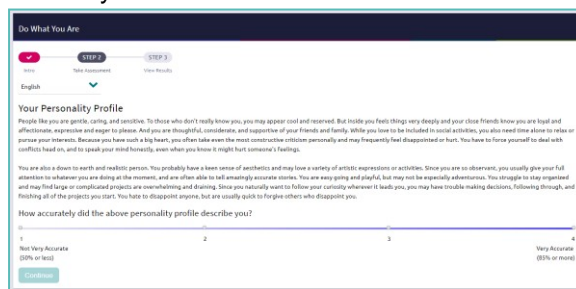 Do What You Are
STEP 2
STEP 3
Intro
Take Assessment
View Results
English
Your Personality Profile
People like you are gentle, caring, and sensitive. To those who don't really know you, you may appear cool and reserved. But inside you feels things very deeply and your close friends know you are loyal and
affectionate, expressive and eager to please. And you are thoughtful, considerate, and supportive of your friends and family. While you love to be included in social activities, you also need time alone to relax or
pursue your interests. Because you have such a big heart, you often take even the most constructive criticism personally and may frequently feel disappointed or hurt. You have to force yourself to deal with
conflicts head on, and to speak your mind honestly, even when you know it might hurt someone's feelings.
You are also a down to earth and realistic person. You probably have a keen sense of aesthetics and may love a variety of artistic expressions or activities. Since you are so observant, you usually give your full
attention to whatever you are doing at the moment, and are often able to tell amazingly accurate stories. You are easy going and playful, but may not be especially adventurous. You struggle to stay organized
and may find large or complicated projects are overwhelming and draining. Since you naturally want to follow your curiosity wherever it leads you, you may have trouble making decisions, following through, and
finishing all of the projects you start. You hate to disappoint anyone, but are usually quick to forgive others who disappoint you.
How accurately did the above personality profile describe you?
1 2 3 4
Not Very Accurate Very Accurate
(50% or less) (85% or more)
Continue